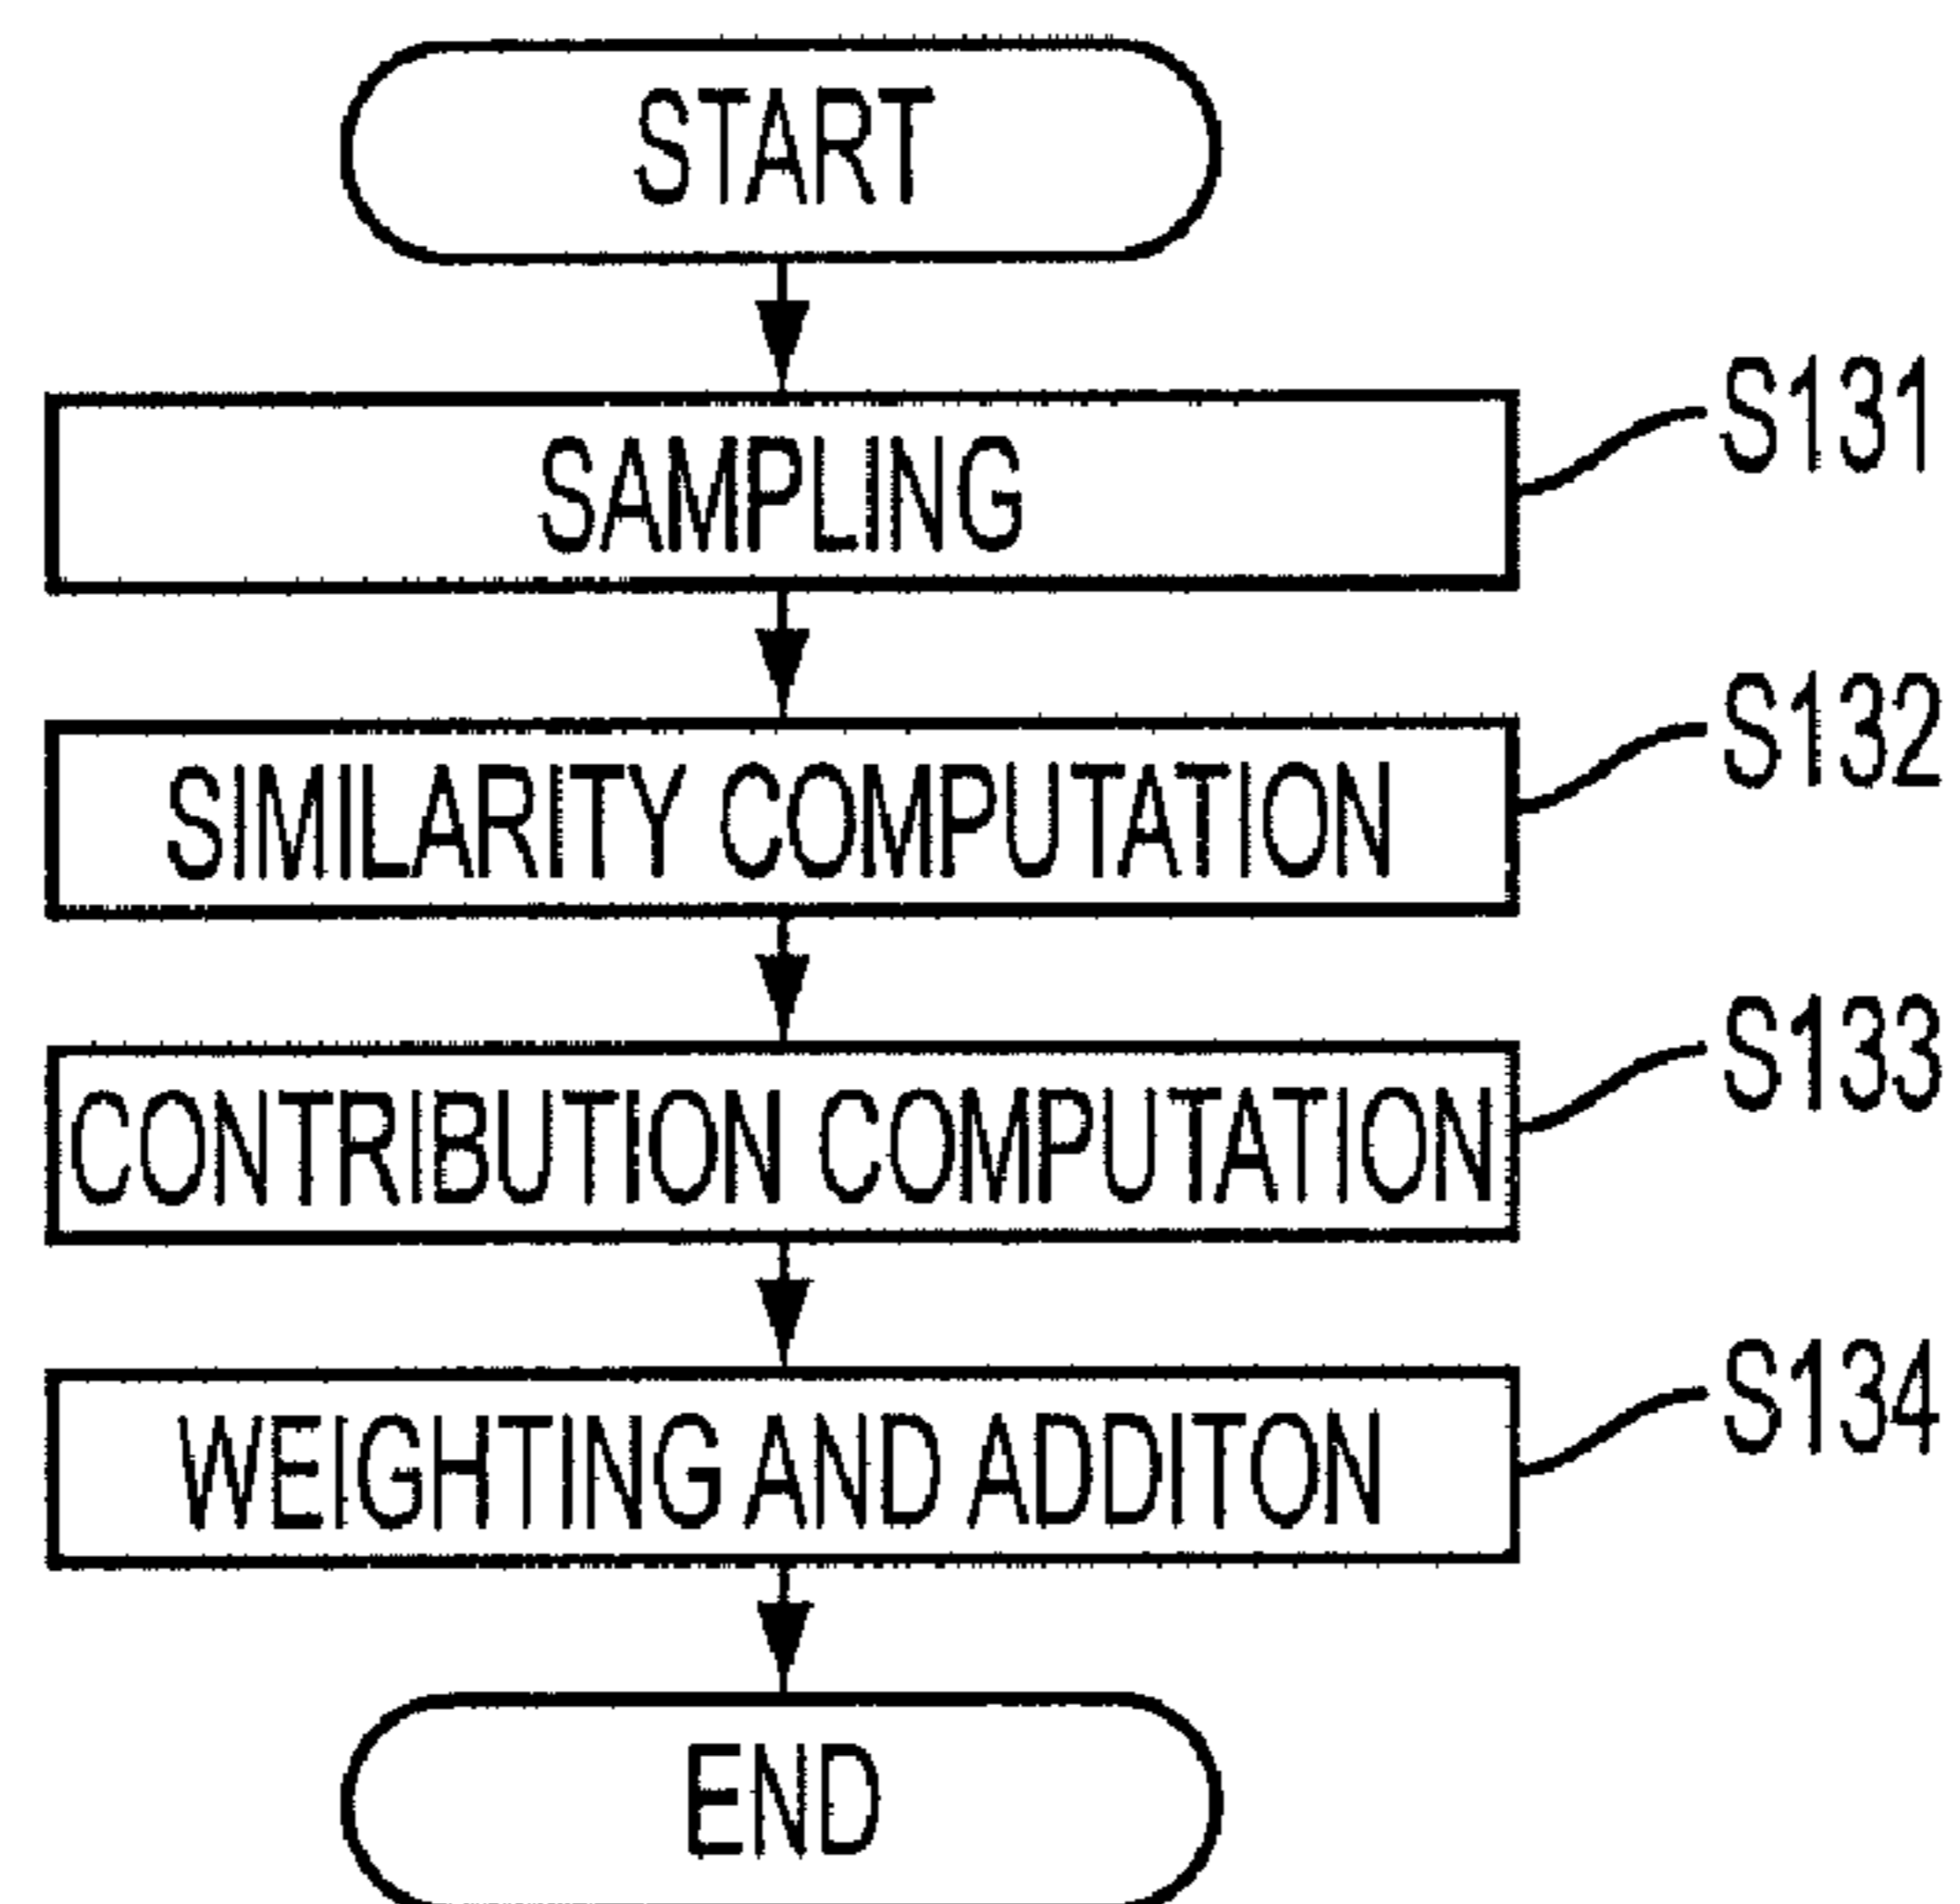 START
SAMPLING
S131
SIMILARITY COMPUTATION
S132
CONTRIBUTION COMPUTATION
S133
WEIGHTING AND ADDITON
S134
END